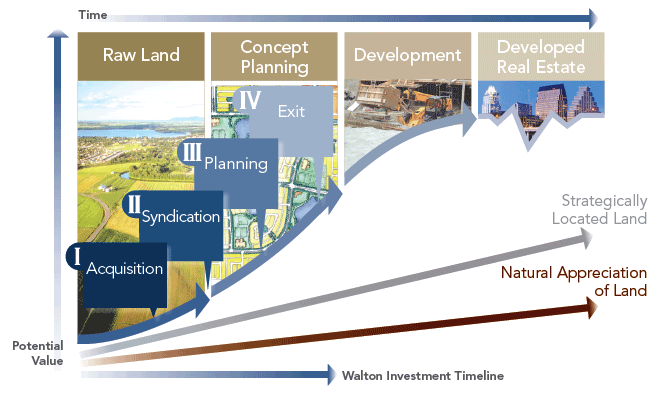 Time
Raw Land
Concept
Planning
Development
Developed
Real Estate
IV
Exit
III
Planning
II
Syndication
I
Acquisition
Strategically
Located Land
Natural Appreciation
of Land
Potential
Value
Walton Investment Timeline